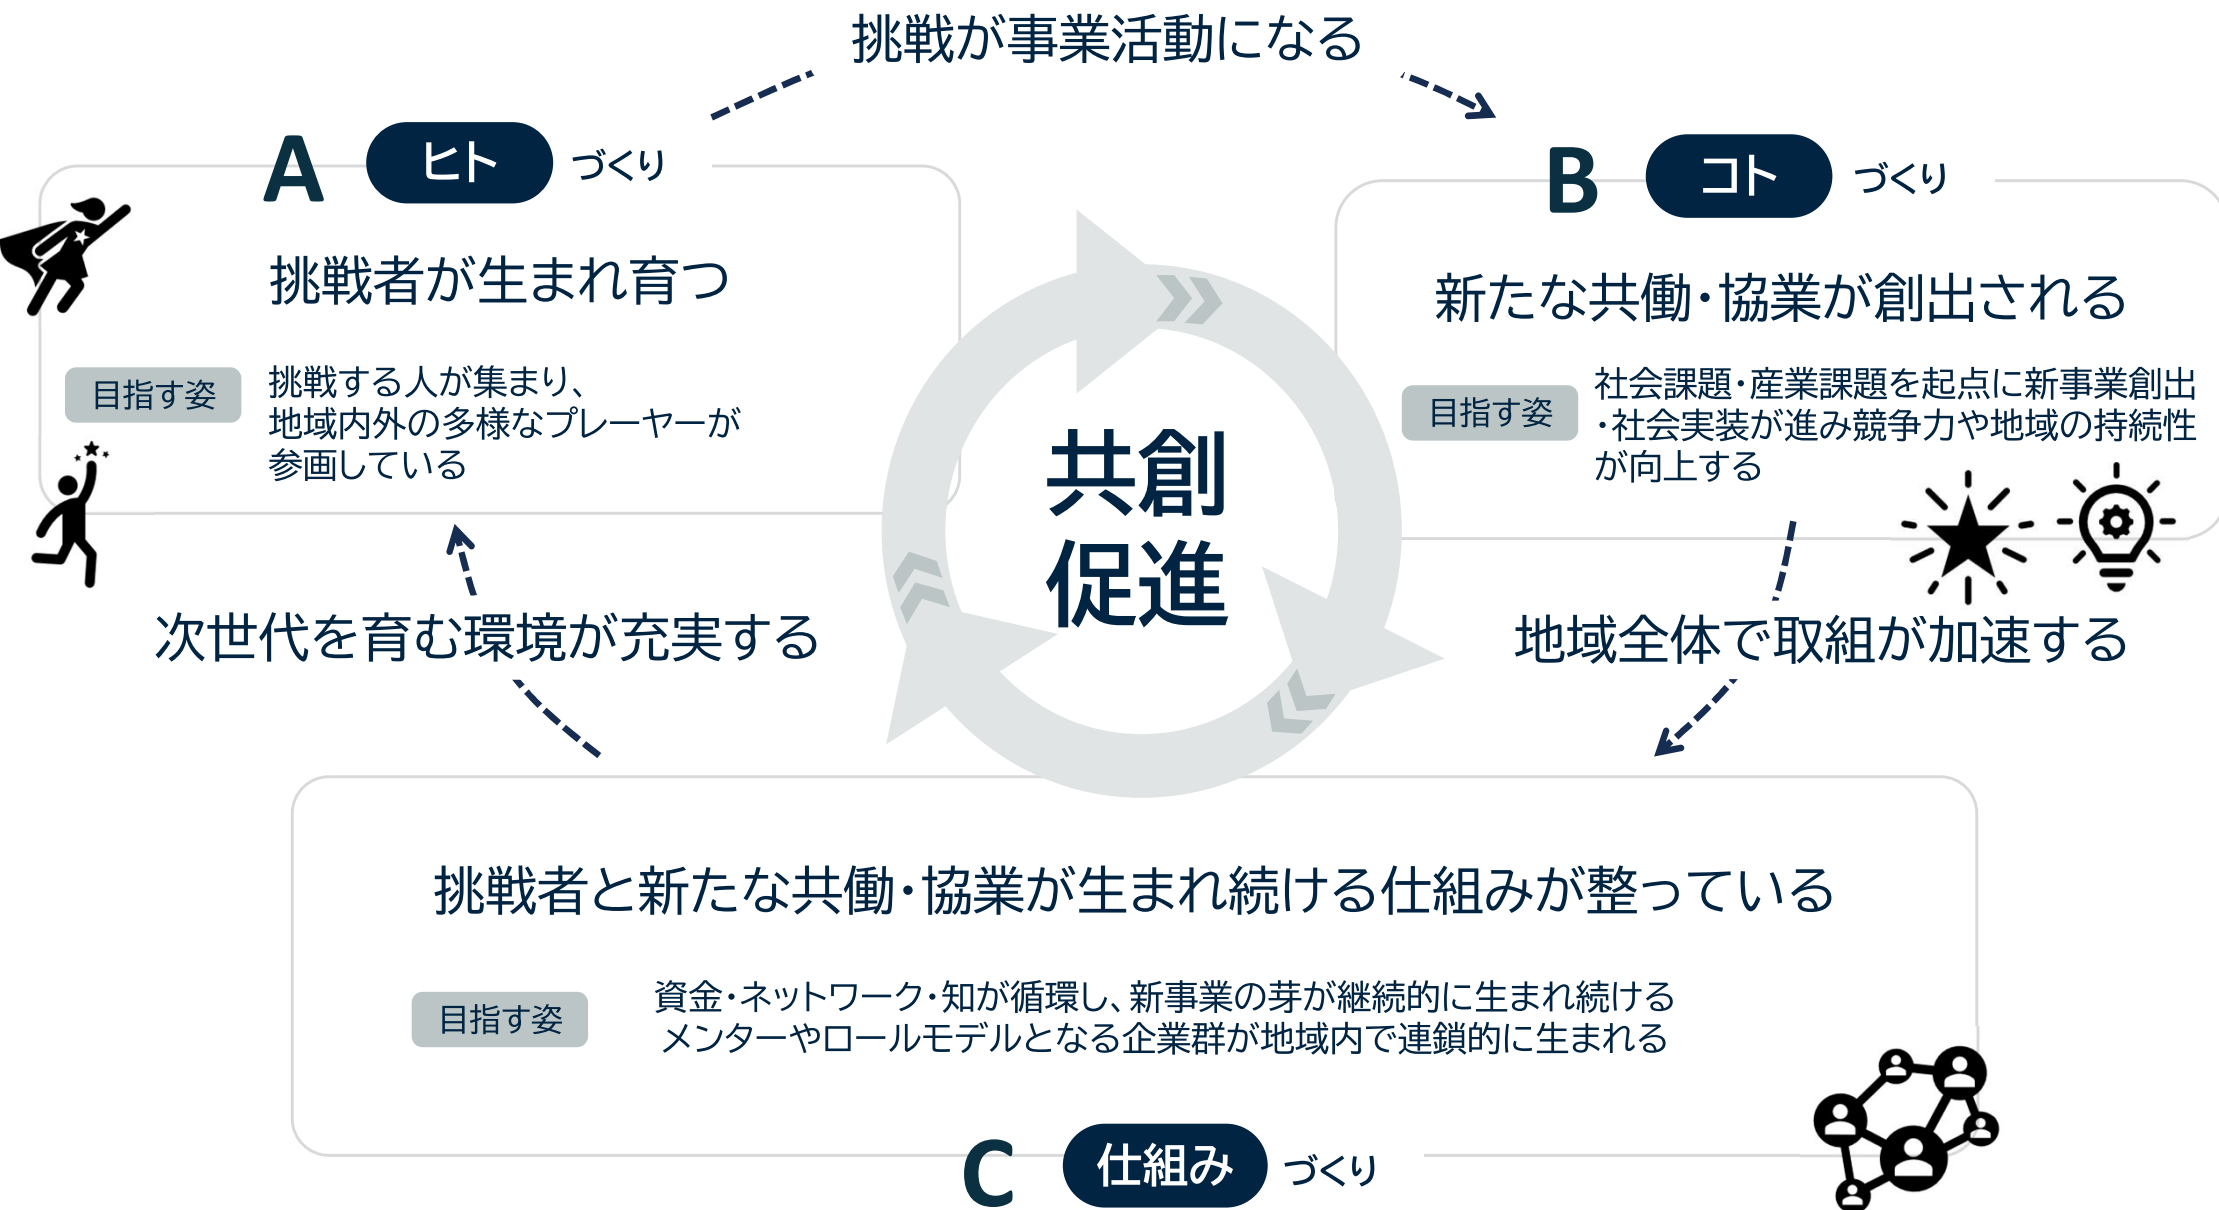 挑戦が事業活動になる
A ヒト づくり
挑戦者が生まれ育つ
目指す姿
挑戦する人が集まり、
地域内外の多様なプレーヤーが
参画している
B コト づくり
新たな共働・協業が創出される
目指す姿
社会課題・産業課題を起点に新事業創出
・社会実装が進み競争力や地域の持続性
が向上する
共創
促進
次世代を育む環境が充実する
地域全体で取組が加速する
挑戦者と新たな共働・協業が生まれ続ける仕組みが整っている
目指す姿
資金・ネットワーク・知が循環し、新事業の芽が継続的に生まれ続ける
メンターやロールモデルとなる企業群が地域内で連鎖的に生まれる
C 仕組み づくり